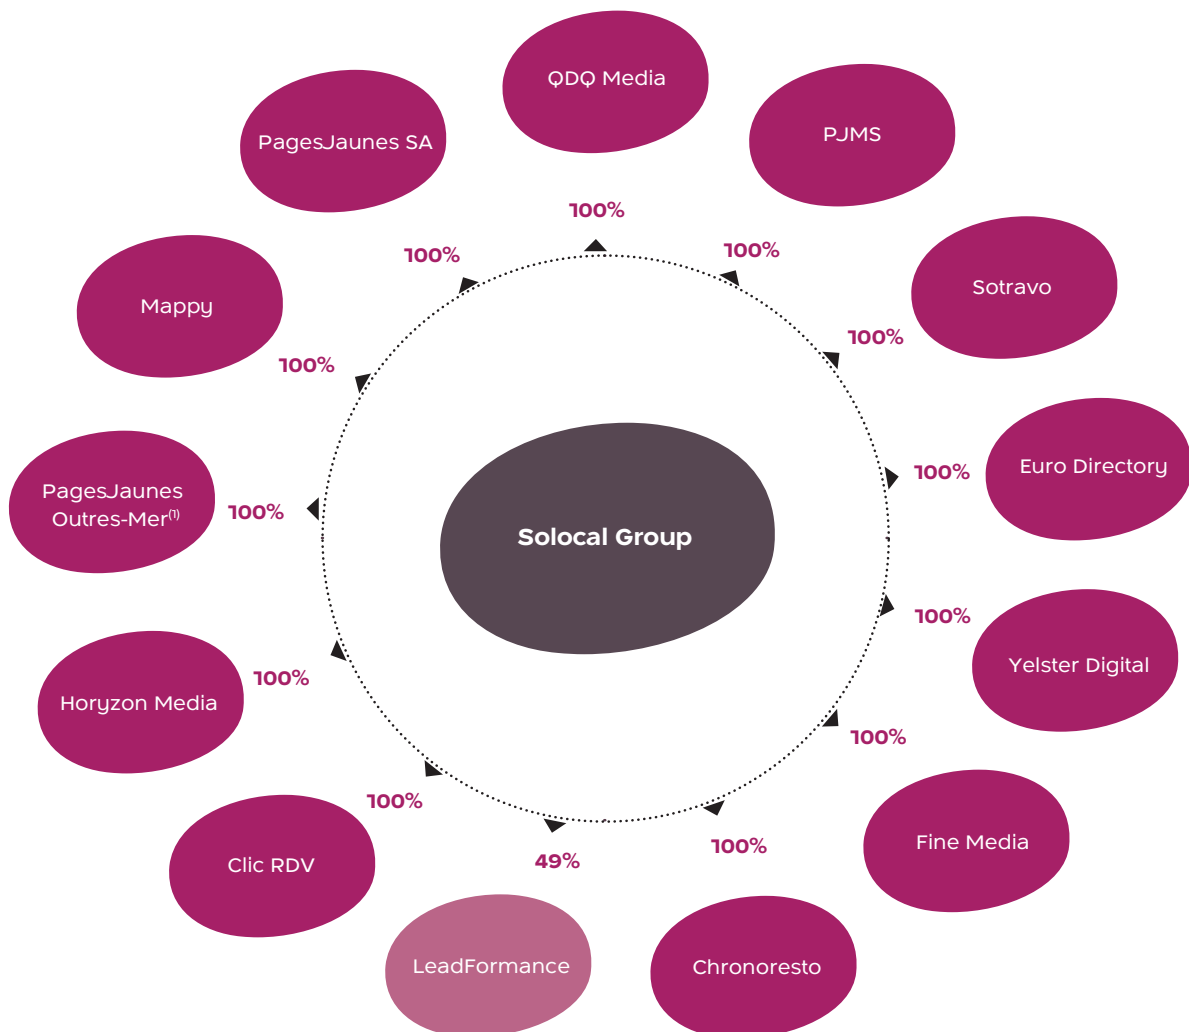 QDQ Media
PJMS
PagesJaunes SA
100%
100%
100%
Sotravo
Mappy
100%
100%
Euro Directory
100%
PagesJaunes
Outres-Mer(1)
100%
Solocal Group
100%
Yelster Digital
Horyzon Media
100%
100%
Fine Media
100%
Clic RDV
100%
49%
LeadFormance
Chronoresto